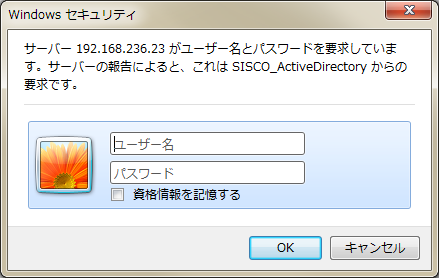 Windows セキュリティ
サーバー 192.168.236.23 がユーザー名とパスワードを要求していま
す。サーバーの報告によると、これは SISCO_ActiveDirectory からの
要求です。
ユーザー名
パスワード
資格情報を記憶する
OK
キャンセル